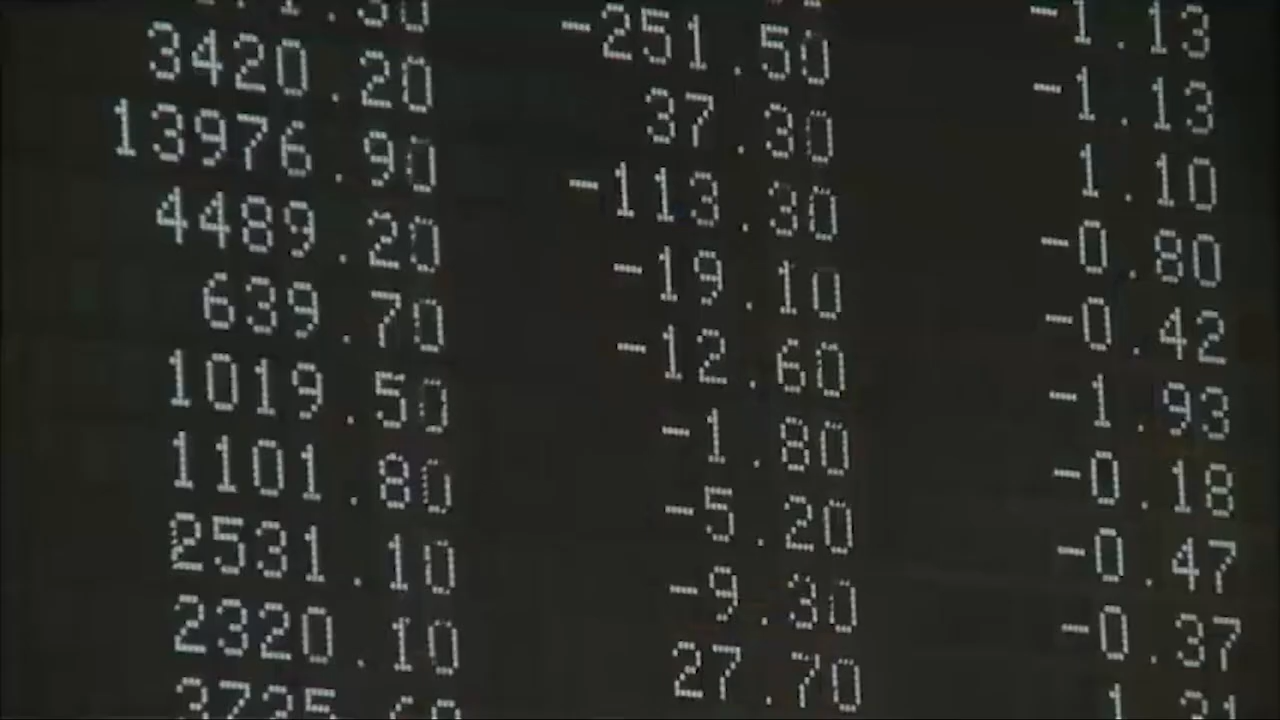 -1.13
-251.50 -1.13
3420.20 37.30 1.10
13976.90 -113.30 -0.80
4489.20 -19.10 -0.42
639.70 -12.60 -1.93
1019.50 -1.80 -0.18
1101.80 -5.20 -0.47
2531.10 -9.30 -0.37
2320.10 27.70